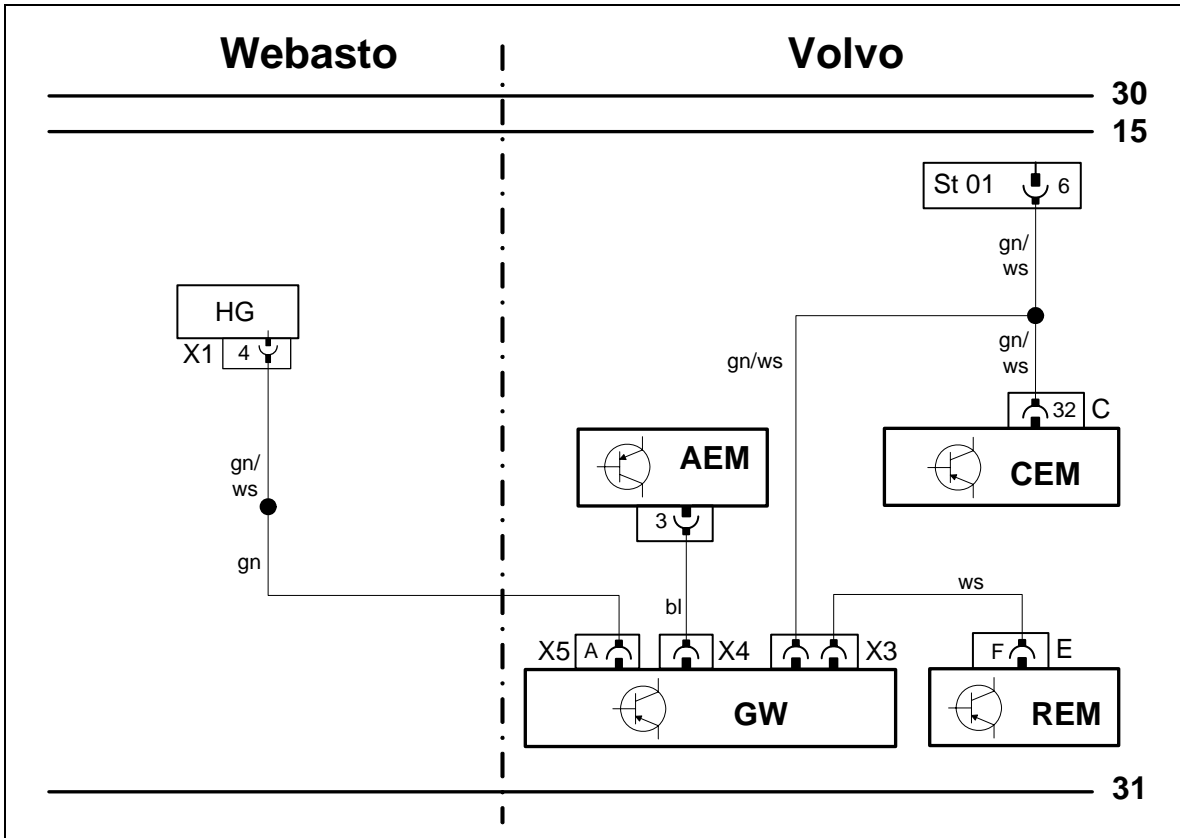 Webasto
Volvo
30
15
St 01
6
gn/
ws
HG
X1
4
gn/ws
gn/
ws
32
C
AEM
CEM
gn/
ws
3
gn
bl
ws
X5
A
X4
X3
F
E
GW
REM
31